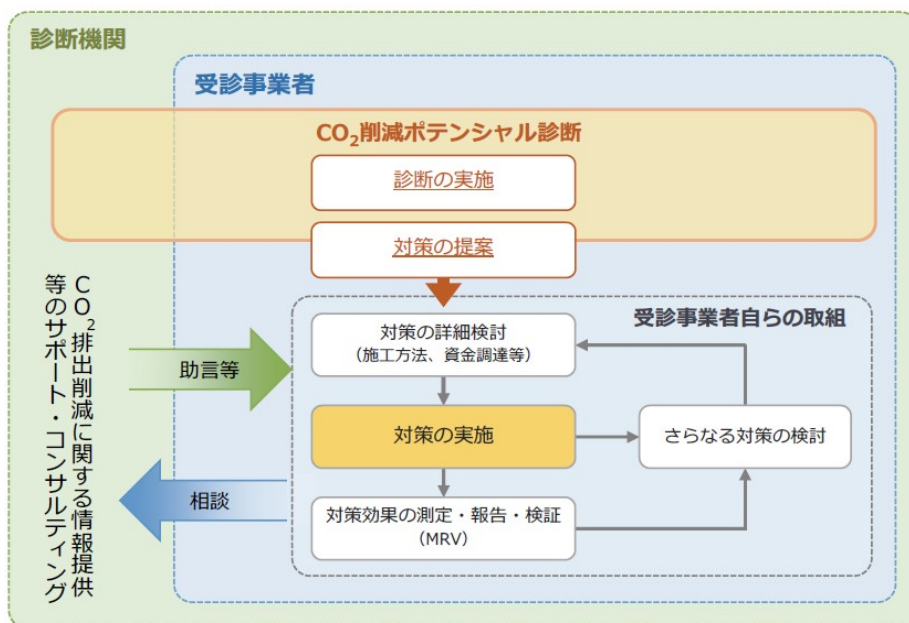 診断機関
受診事業者
CO₂削減ポテンシャル診断
診断の実施
対策の提案
受診事業者自らの取組
対策の詳細検討
(施工方法、資金調達等)
対策の実施
さらなる対策の検討
対策効果の測定・報告・検証
(MRV)
助言等
相談
CO₂排出削減に関する情報提供
等のサポート・コンサルティング